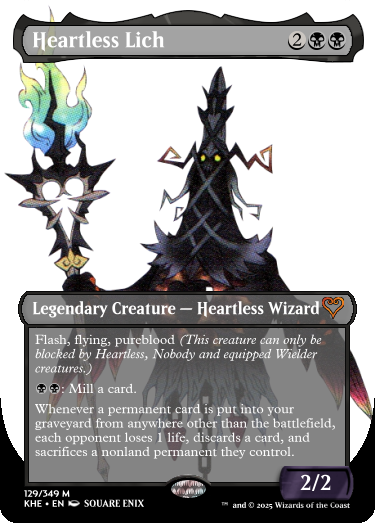 Heartless Lich 2
Legendary Creature — Heartless Wizard
Flash, flying, pureblood (This creature can only be
blocked by Heartless, Nobody and equipped Wielder
creatures.)
: Mill a card.
Whenever a permanent card is put into your
graveyard from anywhere other than the battlefield,
each opponent loses 1 life, discards a card, and
sacrifices a nonland permanent they control.
2/2
129/349 M
KHE • EN SQUARE ENIX
™ and © 2025 Wizards of the Coast